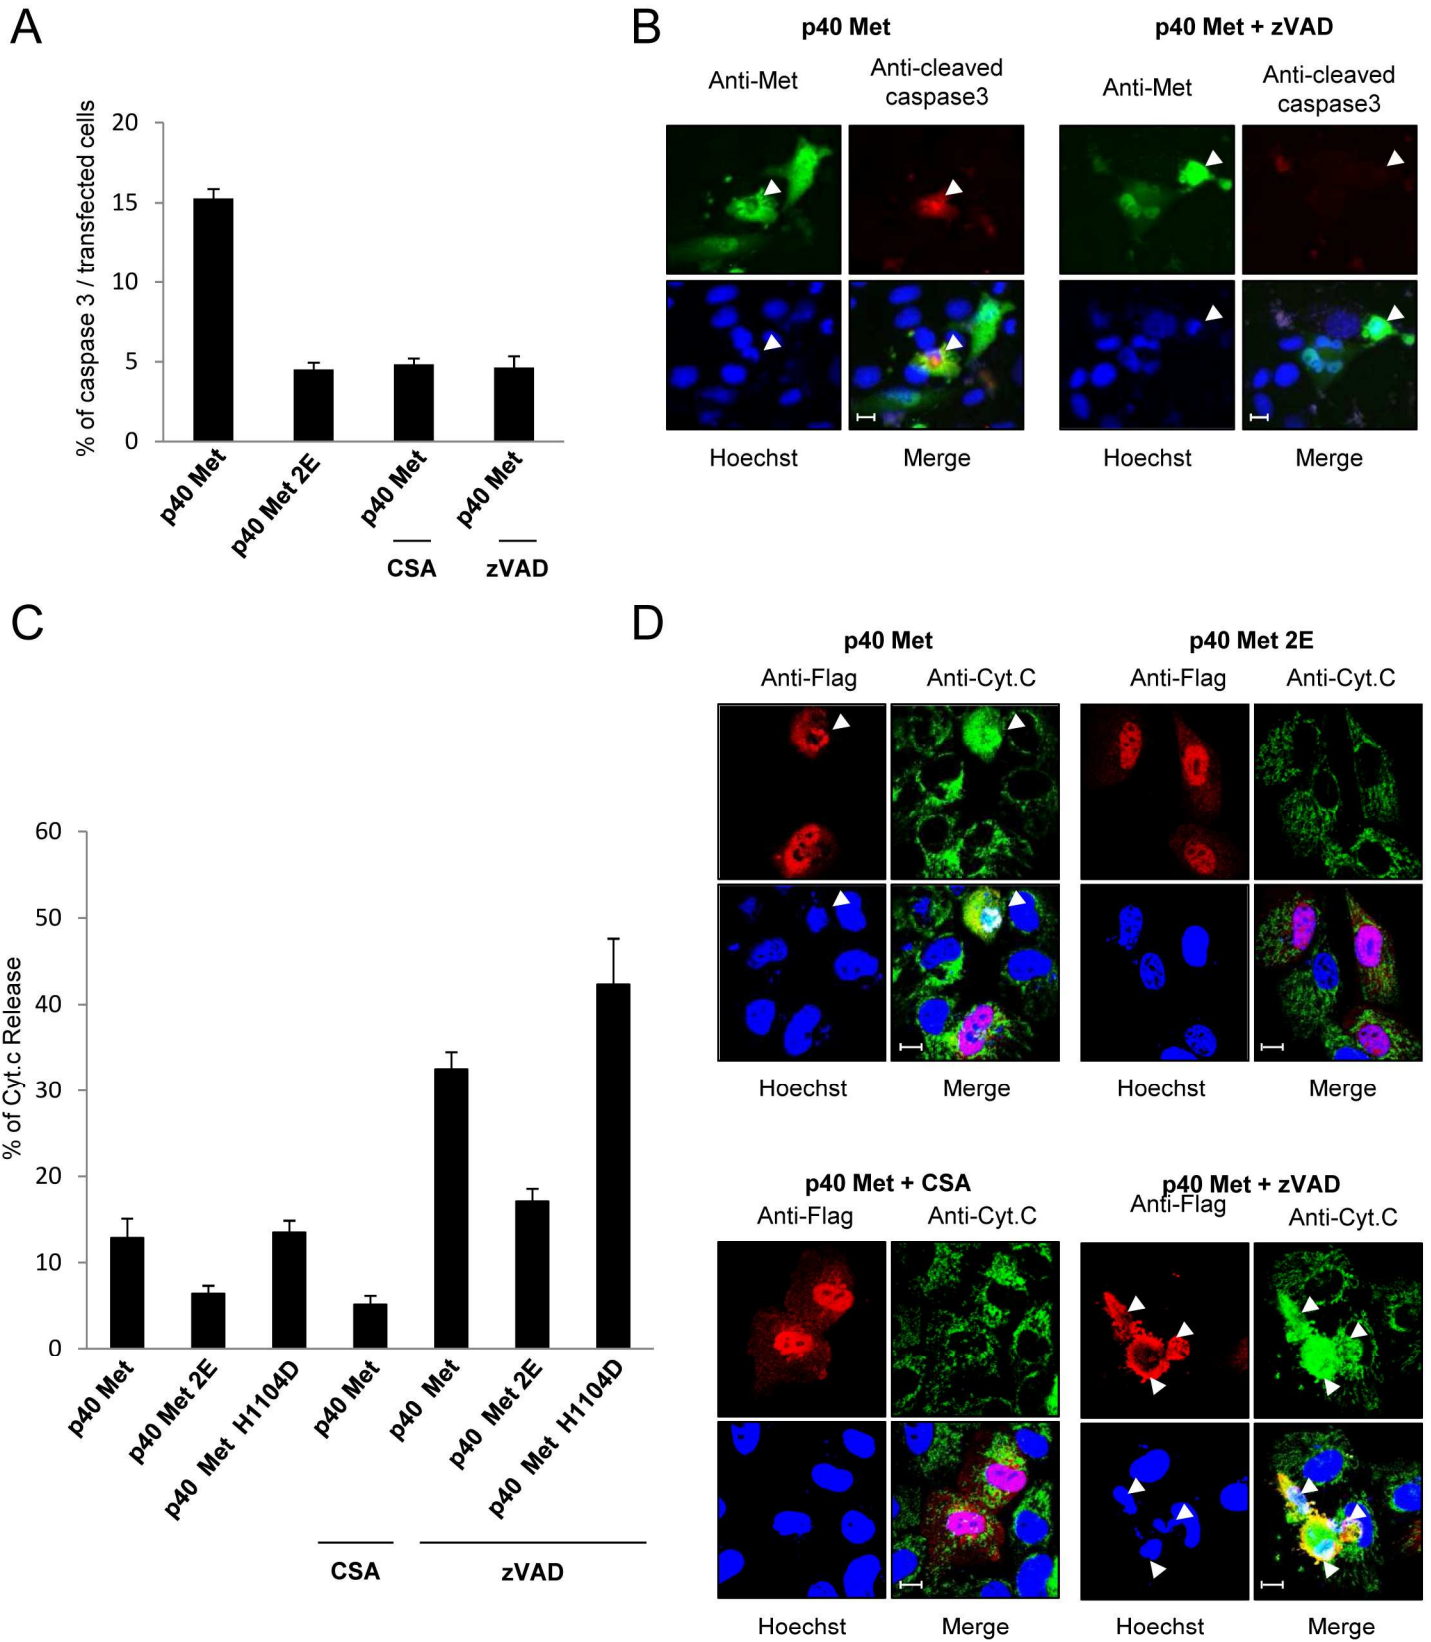 A
% of caspase 3 / transfected cells
20
15
10
5
0
p40 Met
p40 Met 2E
p40 Met
p40 Met
CSA
zVAD
B
p40 Met
p40 Met + zVAD
Anti-Met
Anti-cleaved
caspase3
Anti-Met
Anti-cleaved
caspase3
Hoechst
Merge
Hoechst
Merge
C
% of Cyt.c Release
60
50
40
30
20
10
0
p40 Met
p40 Met 2E
p40 Met H1104D
p40 Met
p40 Met
p40 Met 2E
p40 Met H1104D
CSA
zVAD
D
p40 Met
p40 Met 2E
Anti-Flag
Anti-Cyt.C
Anti-Flag
Anti-Cyt.C
Hoechst
Merge
Hoechst
Merge
p40 Met + CSA
p40 Met + zVAD
Anti-Flag
Anti-Cyt.C
Anti-Flag
Anti-Cyt.C
Hoechst
Merge
Hoechst
Merge